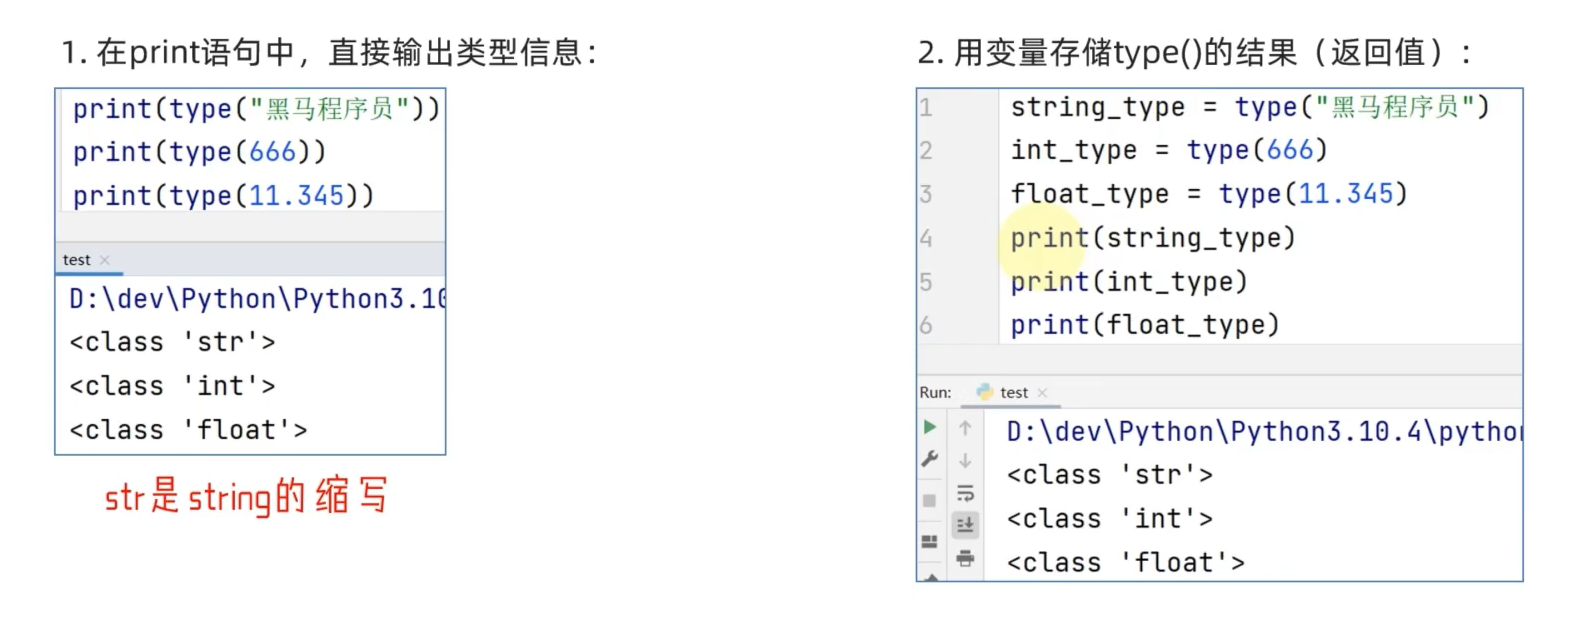 1. 在print语句中，直接输出类型信息：
print(type("黑马程序员"))
print(type(666))
print(type(11.345))
test
D:\dev\Python\Python3.10
<class 'str'>
<class 'int'>
<class 'float'>
str是string的缩写
2. 用变量存储type()的结果（返回值）：
1 string_type = type("黑马程序员")
2 int_type = type(666)
3 float_type = type(11.345)
4 print(string_type)
5 print(int_type)
6 print(float_type)
Run: test
D:\dev\Python\Python3.10.4\python
<class 'str'>
<class 'int'>
<class 'float'>